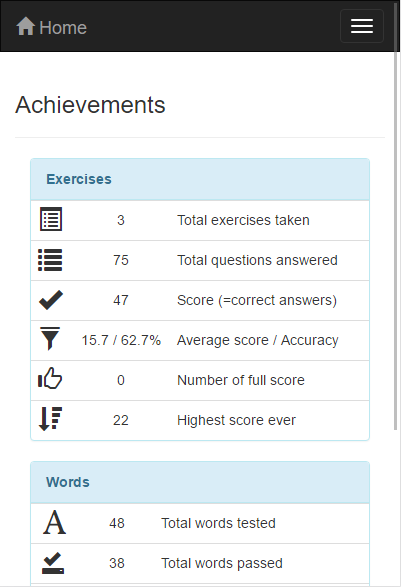 Home
Achievements
Exercises
3 Total exercises taken
75 Total questions answered
47 Score (=correct answers)
15.7 / 62.7% Average score / Accuracy
0 Number of full score
22 Highest score ever
Words
A 48 Total words tested
38 Total words passed